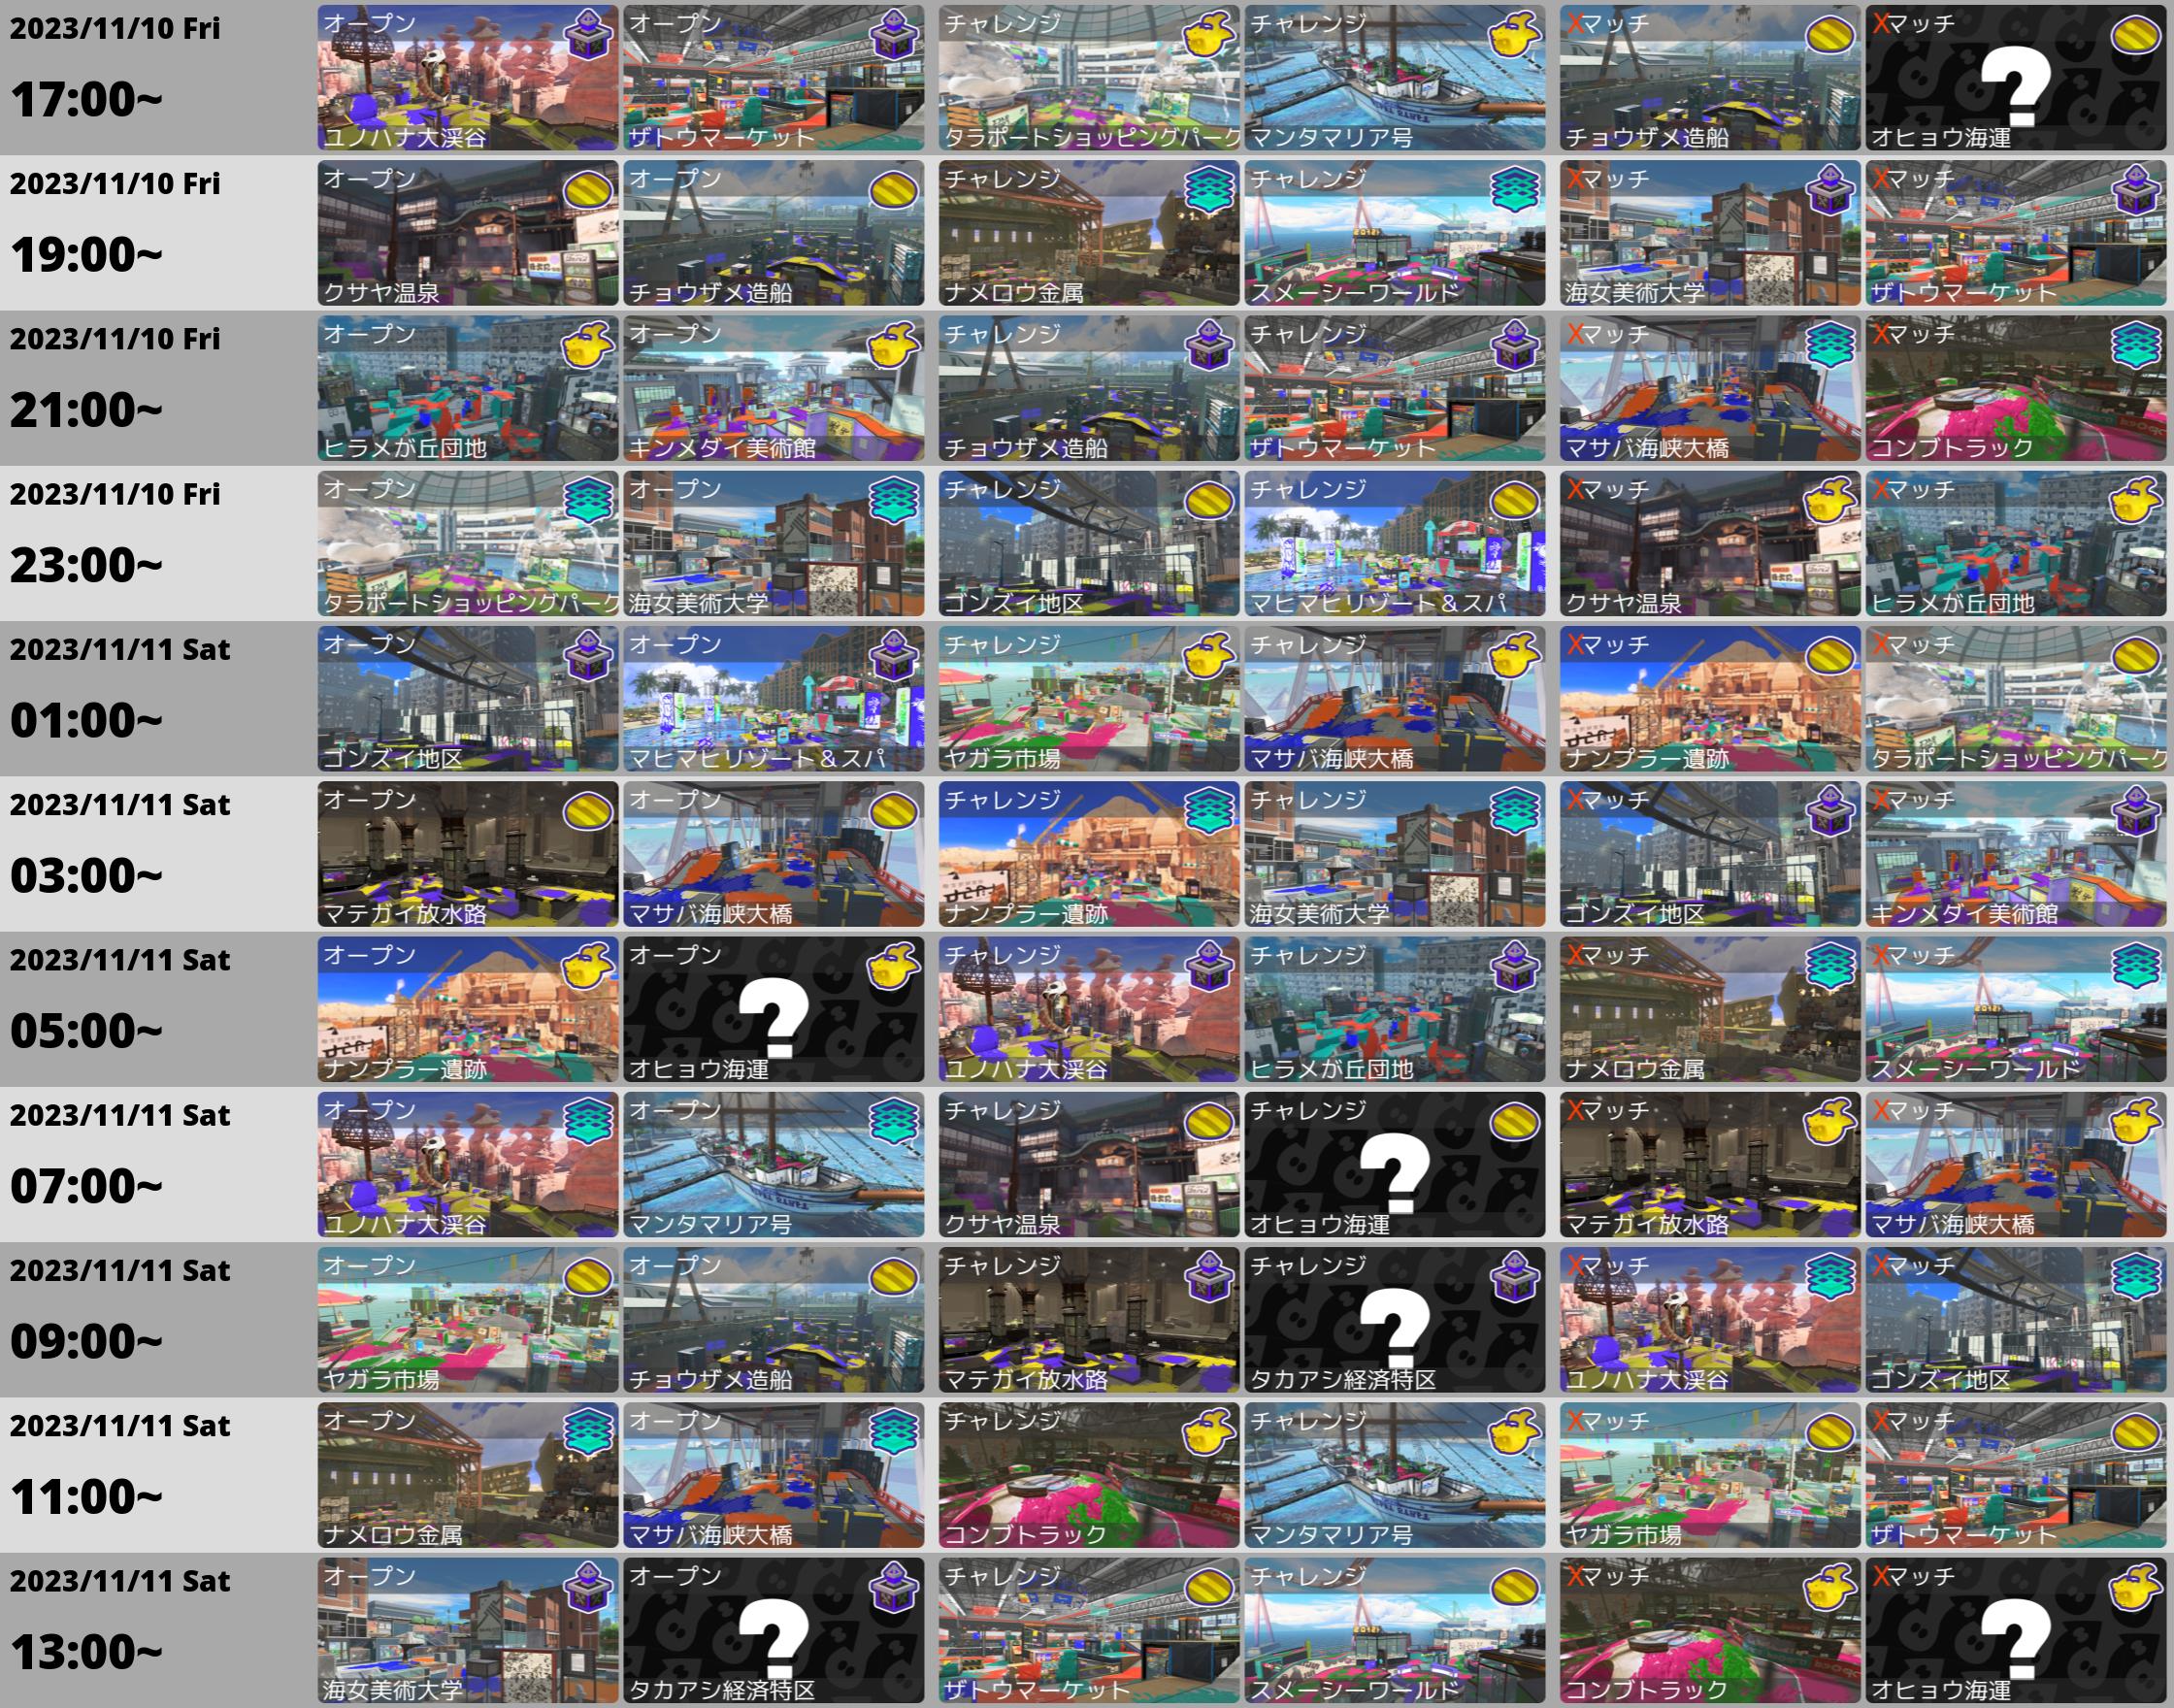 2023/11/10 Fri
17:00~
オープン
ユノハナ大渓谷
オープン
ザトウマーケット
チャレンジ
タラポートショッピングパーク
チャレンジ
マンタマリア号
Xマッチ
チョウザメ造船
Xマッチ
?
オヒョウ海運
2023/11/10 Fri
19:00~
オープン
クサヤ温泉
オープン
チョウザメ造船
チャレンジ
ナメロウ金属
チャレンジ
スメーシーワールド
Xマッチ
海女美術大学
Xマッチ
ザトウマーケット
2023/11/10 Fri
21:00~
オープン
ヒラメが丘団地
オープン
キンメダイ美術館
チャレンジ
チョウザメ造船
チャレンジ
ザトウマーケット
Xマッチ
マサバ海峡大橋
Xマッチ
コンブトラック
2023/11/10 Fri
23:00~
オープン
タラポートショッピングパーク
オープン
海女美術大学
チャレンジ
ゴンズイ地区
チャレンジ
マヒマヒリゾート＆スパ
Xマッチ
クサヤ温泉
Xマッチ
ヒラメが丘団地
2023/11/11 Sat
01:00~
オープン
ゴンズイ地区
オープン
マヒマヒリゾート＆スパ
チャレンジ
ヤガラ市場
チャレンジ
マサバ海峡大橋
Xマッチ
ナンプラー遺跡
Xマッチ
タラポートショッピングパーク
2023/11/11 Sat
03:00~
オープン
マテガイ放水路
オープン
マサバ海峡大橋
チャレンジ
ナンプラー遺跡
チャレンジ
海女美術大学
Xマッチ
ゴンズイ地区
Xマッチ
キンメダイ美術館
2023/11/11 Sat
05:00~
オープン
ナンプラー遺跡
オープン
?
オヒョウ海運
チャレンジ
ユノハナ大渓谷
チャレンジ
ヒラメが丘団地
Xマッチ
ナメロウ金属
Xマッチ
スメーシーワールド
2023/11/11 Sat
07:00~
オープン
ユノハナ大渓谷
オープン
マンタマリア号
チャレンジ
クサヤ温泉
チャレンジ
?
オヒョウ海運
Xマッチ
マテガイ放水路
Xマッチ
マサバ海峡大橋
2023/11/11 Sat
09:00~
オープン
ヤガラ市場
オープン
チョウザメ造船
チャレンジ
マテガイ放水路
チャレンジ
?
タカアシ経済特区
Xマッチ
ユノハナ大渓谷
Xマッチ
ゴンズイ地区
2023/11/11 Sat
11:00~
オープン
ナメロウ金属
オープン
マサバ海峡大橋
チャレンジ
コンブトラック
チャレンジ
マンタマリア号
Xマッチ
ヤガラ市場
Xマッチ
ザトウマーケット
2023/11/11 Sat
13:00~
オープン
海女美術大学
オープン
?
タカアシ経済特区
チャレンジ
ザトウマーケット
チャレンジ
スメーシーワールド
Xマッチ
コンブトラック
Xマッチ
?
オヒョウ海運